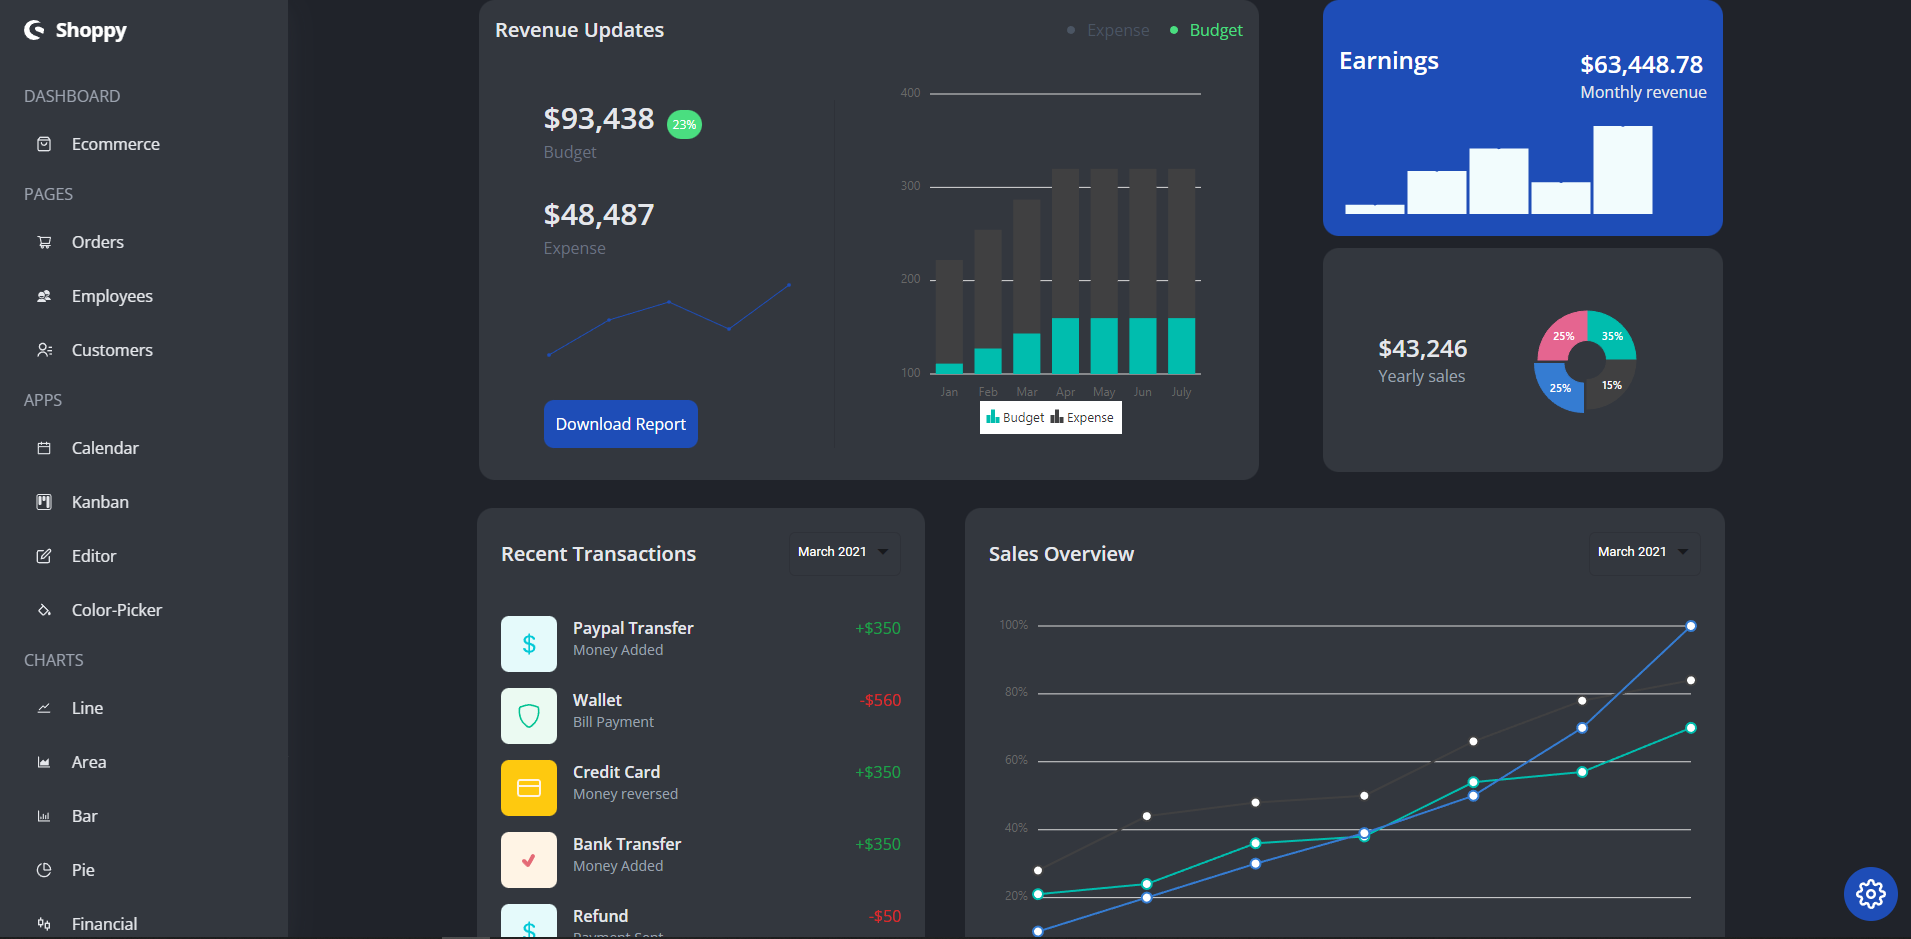 Shoppy
DASHBOARD
Ecommerce
PAGES
Orders
Employees
Customers
APPS
Calendar
Kanban
Editor
Color-Picker
CHARTS
Line
Area
Bar
Pie
Financial
Revenue Updates
Expense
Budget
$93,438
23%
Budget
$48,487
Expense
Download Report
400
300
200
100
Jan Feb Mar Apr May Jun July
Budget Expense
Earnings
$63,448.78
Monthly revenue
$43,246
Yearly sales
25%
35%
25%
15%
Recent Transactions
March 2021
Paypal Transfer
+$350
Money Added
Wallet
-$560
Bill Payment
Credit Card
+$350
Money reversed
Bank Transfer
+$350
Money Added
Refund
-$50
Payment Sent
Sales Overview
March 2021
100%
80%
60%
40%
20%